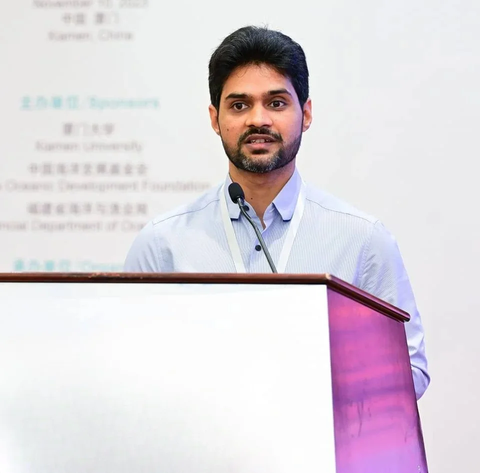 November 10, 2023
中国 厦门
Xiamen, China
主办单位/Sponsors
厦门大学
Xiamen University
中国海洋发展基金会
Oceanic Development Foundation
福建省海洋与渔业局
ncial Department of Oc